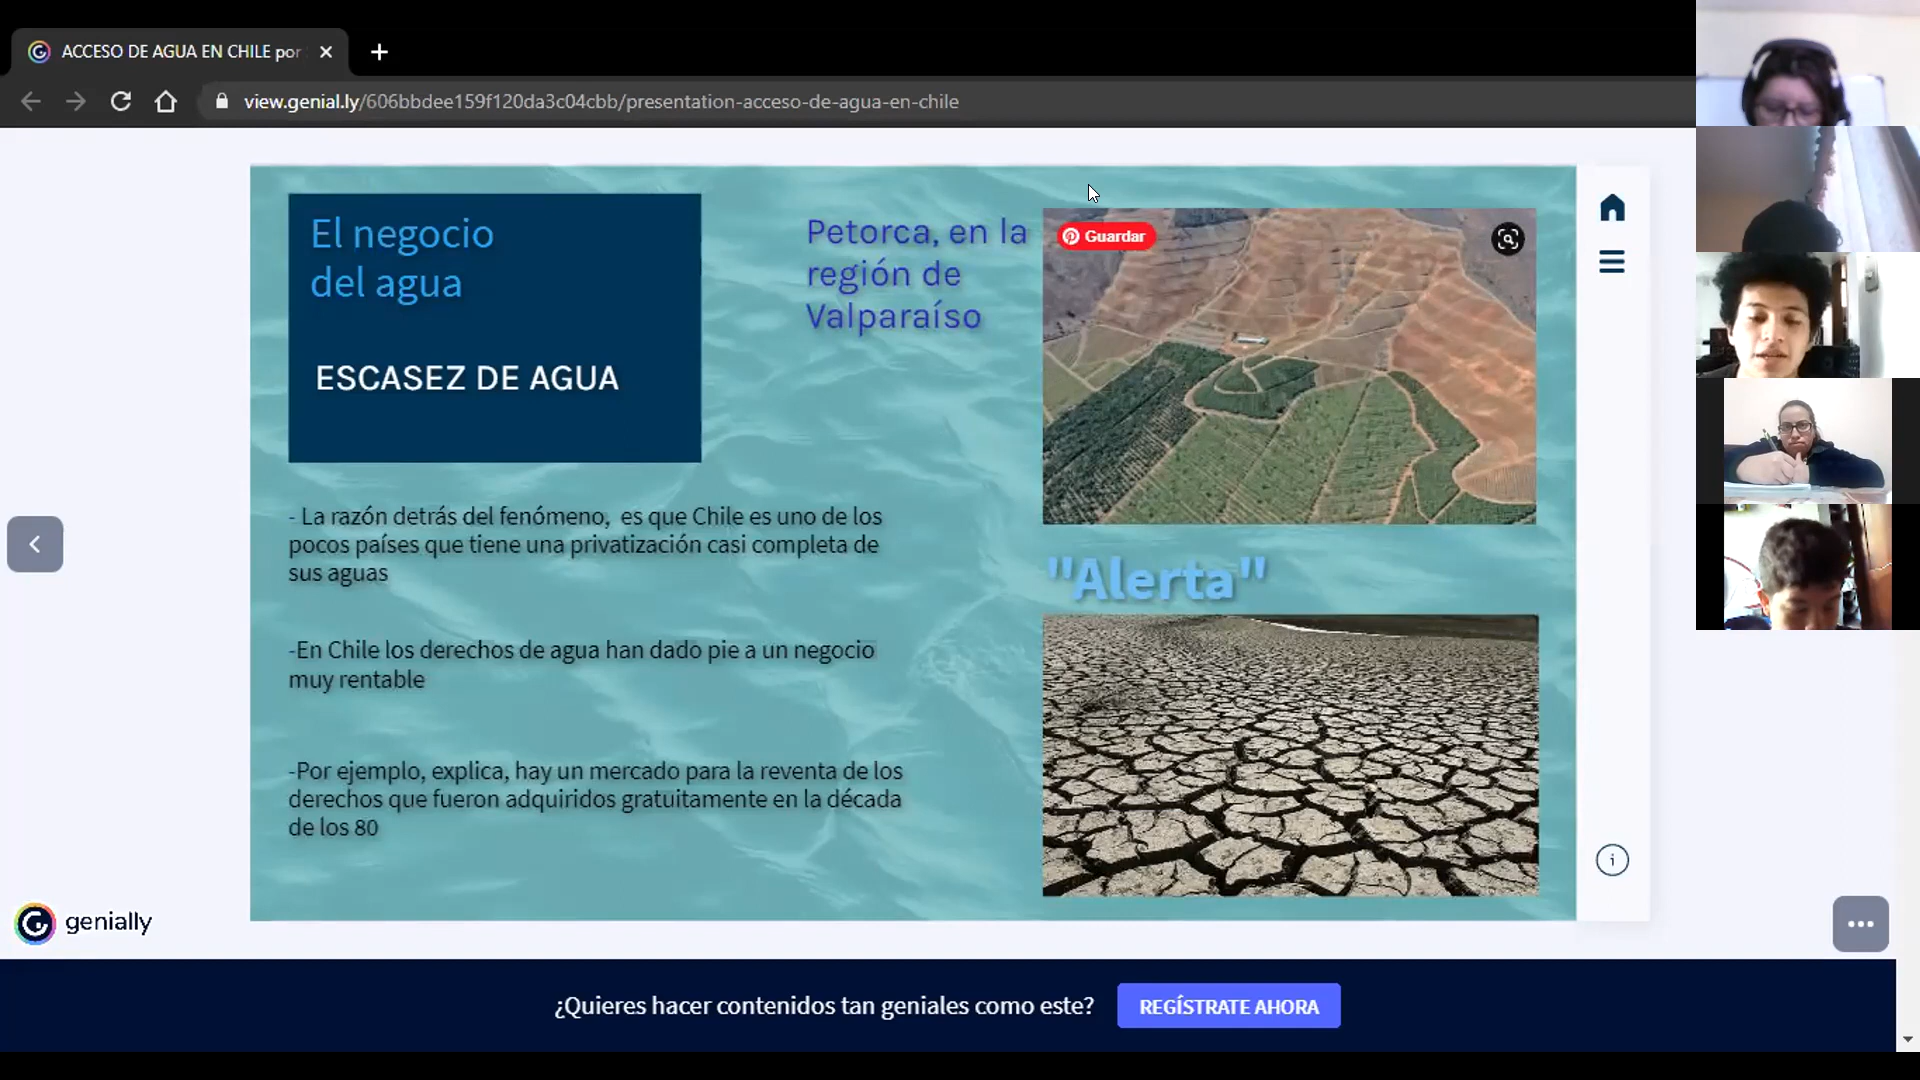 ACCESO DE AGUA EN CHILE por
view.genial.ly/606bbdee159f120da3c04cbb/presentation-acceso-de-agua-en-chile
El negocio
del agua
ESCASEZ DE AGUA
Petorca, en la
región de
Valparaíso
Guardar
- La razón detrás del fenómeno, es que Chile es uno de los
pocos países que tiene una privatización casi completa de
sus aguas
"Alerta"
-En Chile los derechos de agua han dado pie a un negocio
muy rentable
-Por ejemplo, explica, hay un mercado para la reventa de los
derechos que fueron adquiridos gratuitamente en la década
de los 80
genially
¿Quieres hacer contenidos tan geniales como este?
REGÍSTRATE AHORA